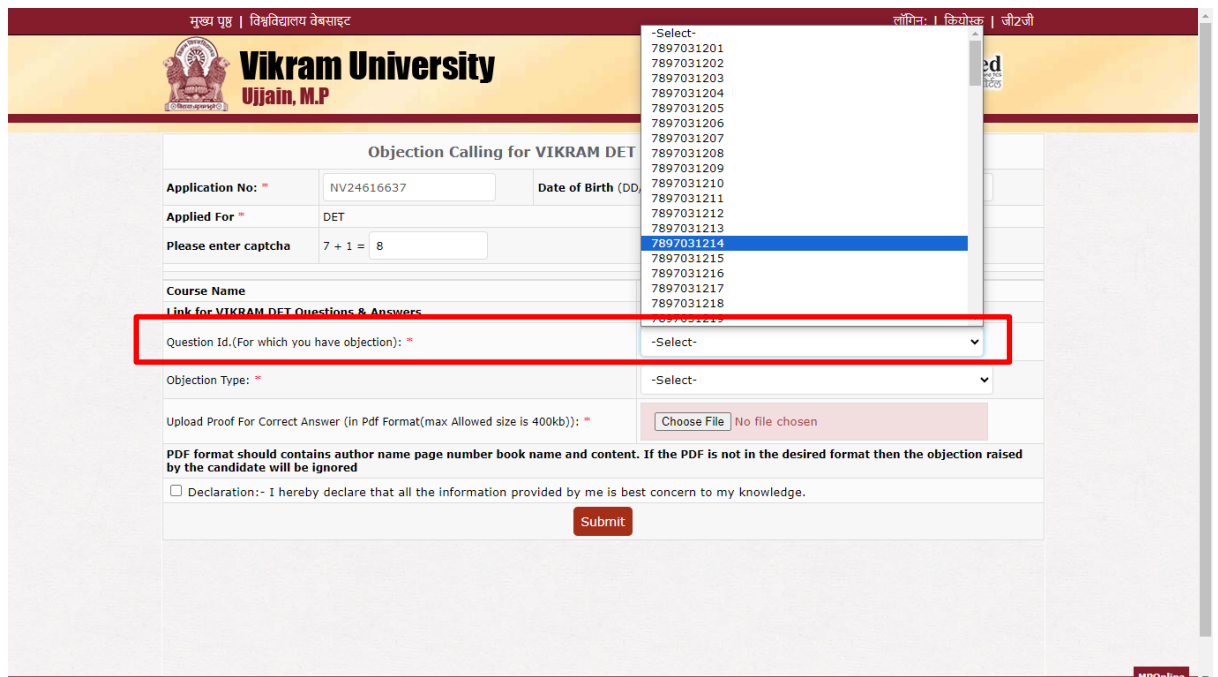 मुख्य पृष्ठ | विश्वविद्यालय वेबसाइट
लॉगिन: | कियोस्क | जी2जी
Vikram University
Ujjain, M.P
ed
Objection Calling for VIKRAM DET
Application No: * NV24616637 Date of Birth (DD/
Applied For * DET
Please enter captcha 7 + 1 = 8
Course Name
Link for VIKRAM DET Questions & Answers
-Select-
7897031201
7897031202
7897031203
7897031204
7897031205
7897031206
7897031207
7897031208
7897031209
7897031210
7897031211
7897031212
7897031213
7897031214
7897031215
7897031216
7897031217
7897031218
7897031219
Question Id.(For which you have objection): * -Select-
Objection Type: * -Select-
Upload Proof For Correct Answer (in Pdf Format(max Allowed size is 400kb)): * Choose File No file chosen
PDF format should contains author name page number book name and content. If the PDF is not in the desired format then the objection raised
by the candidate will be ignored
Declaration:- I hereby declare that all the information provided by me is best concern to my knowledge.
Submit
MPOnline